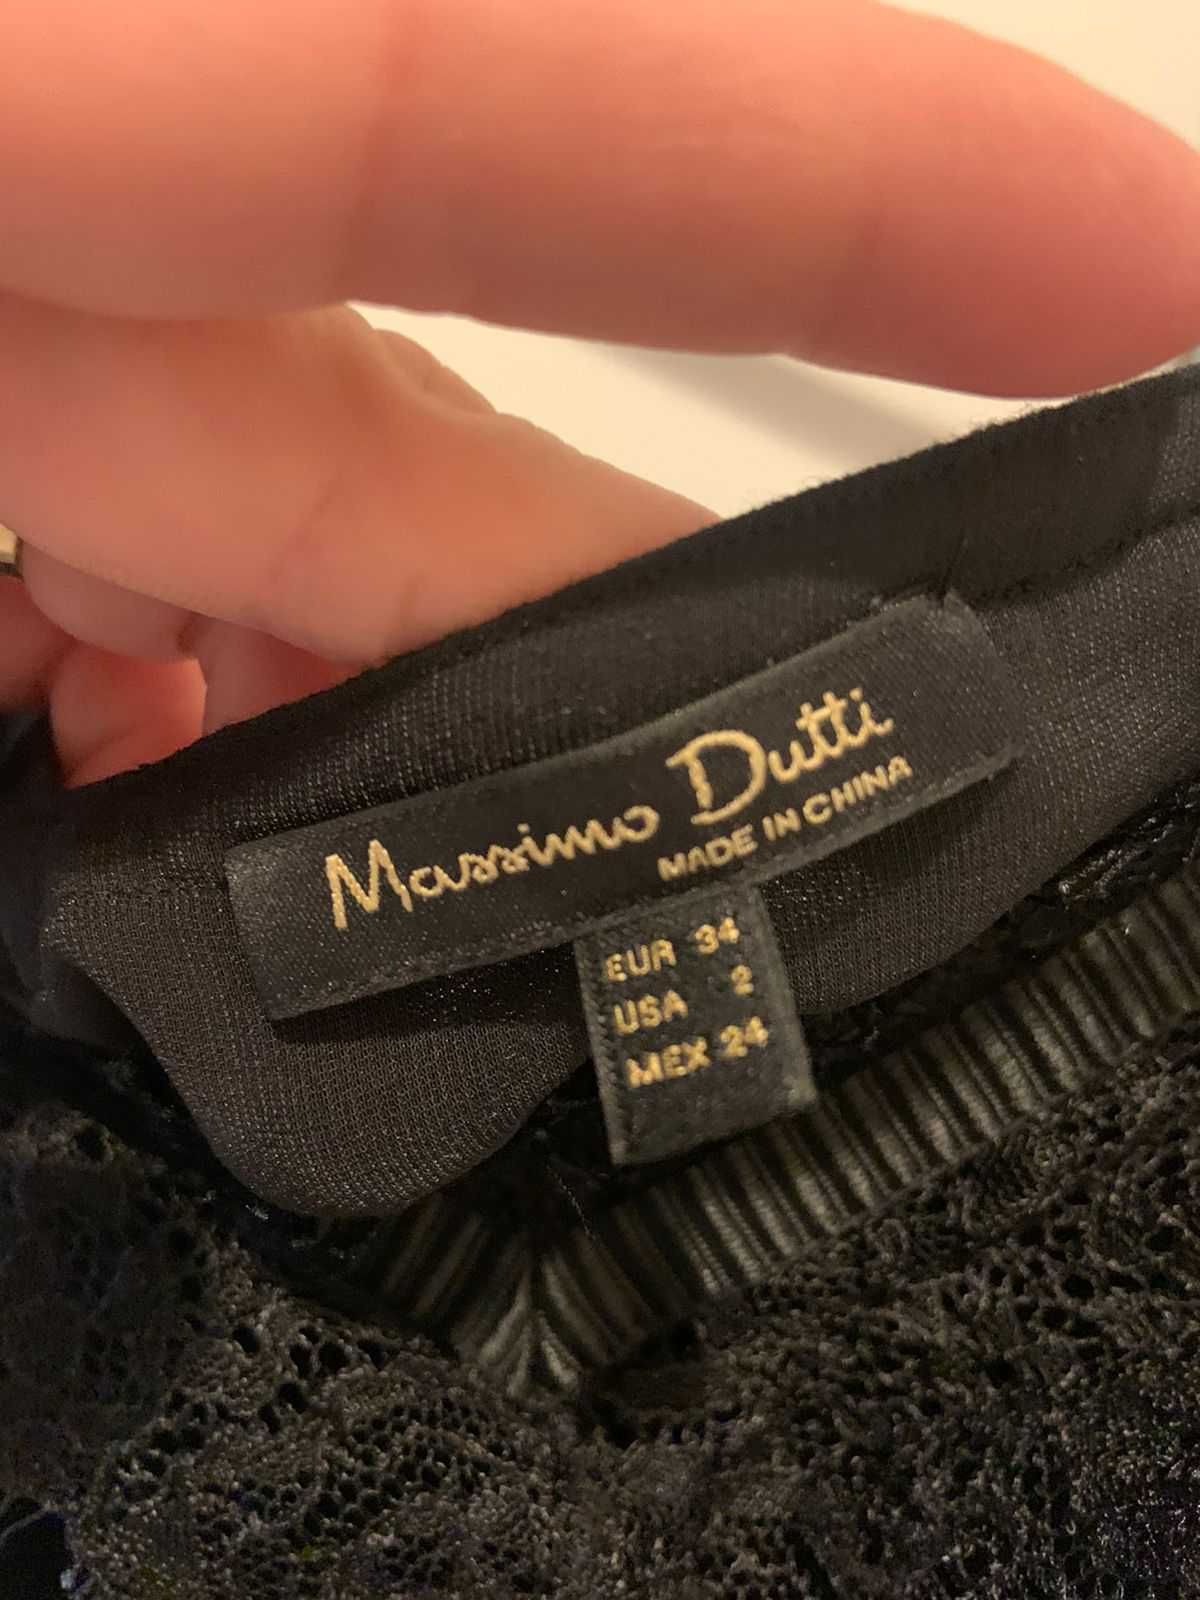 Massimo Dutti
MADE IN CHINA
EUR 34
USA 2
MEX 24